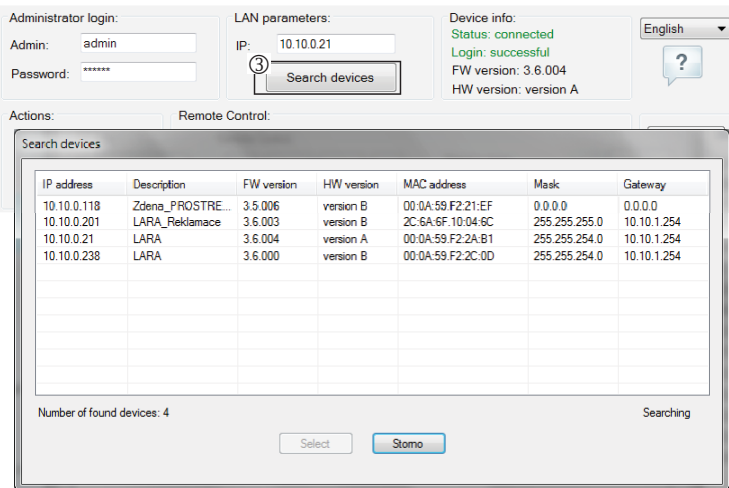 Administrator login:
Admin: admin
Password: ******
LAN parameters:
IP: 10.10.0.21
③
Search devices
Device info:
Status: connected
Login: successful
FW version: 3.6.004
HW version: version A
English
?
Actions:
Remote Control:
Search devices
IP address Description FW version HW version MAC address Mask Gateway
10.10.0.118 Zdena_PROSTRE... 3.5.006 version B 00:0A:59:F2:21:EF 0.0.0.0 0.0.0.0
10.10.0.201 LARA_Reklamace 3.6.003 version B 2C:6A:6F:10:04:6C 255.255.255.0 10.10.1.254
10.10.0.21 LARA 3.6.004 version A 00:0A:59:F2:2A:B1 255.255.254.0 10.10.1.254
10.10.0.238 LARA 3.6.000 version B 00:0A:59:F2:2C:0D 255.255.254.0 10.10.1.254
Number of found devices: 4
Searching
Select
Storno